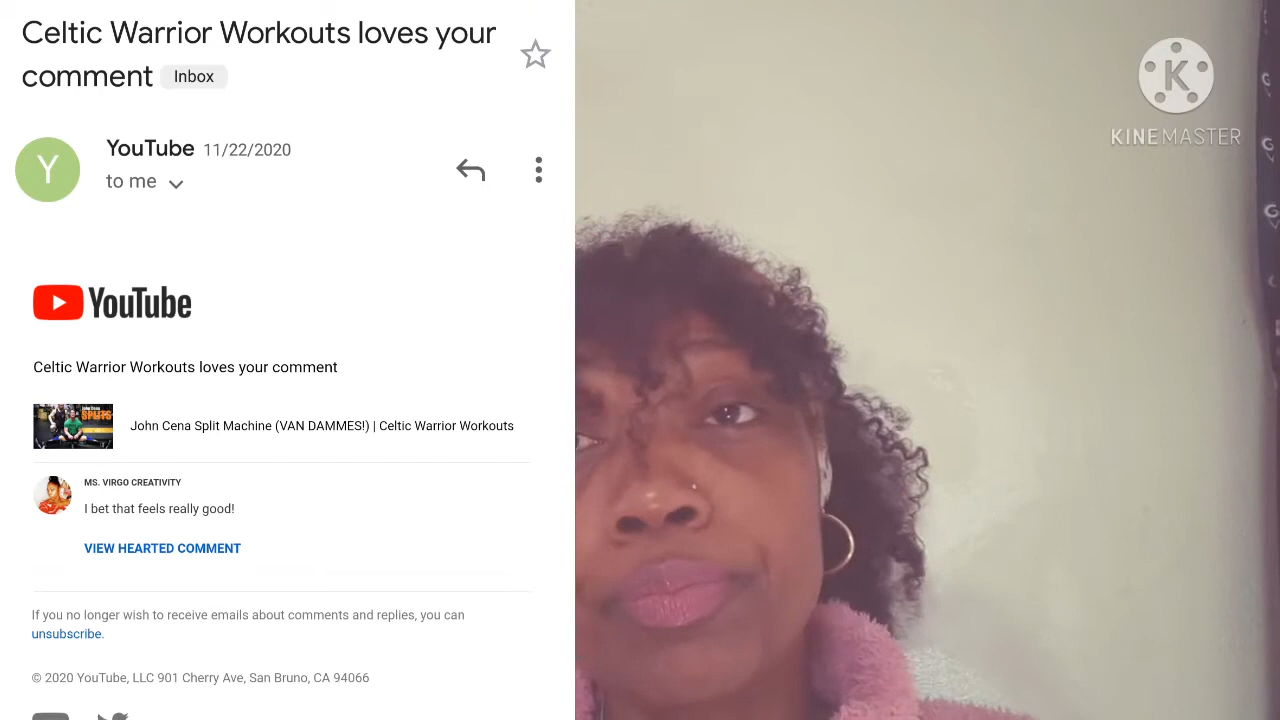 Celtic Warrior Workouts loves your
comment Inbox
Y
YouTube 11/22/2020
to me
YouTube
Celtic Warrior Workouts loves your comment
John Cena Split Machine (VAN DAMMES!) | Celtic Warrior Workouts
MS. VIRGO CREATIVITY
I bet that feels really good!
VIEW HEARTED COMMENT
If you no longer wish to receive emails about comments and replies, you can
unsubscribe.
© 2020 YouTube, LLC 901 Cherry Ave, San Bruno, CA 94066
K
KINEMASTER